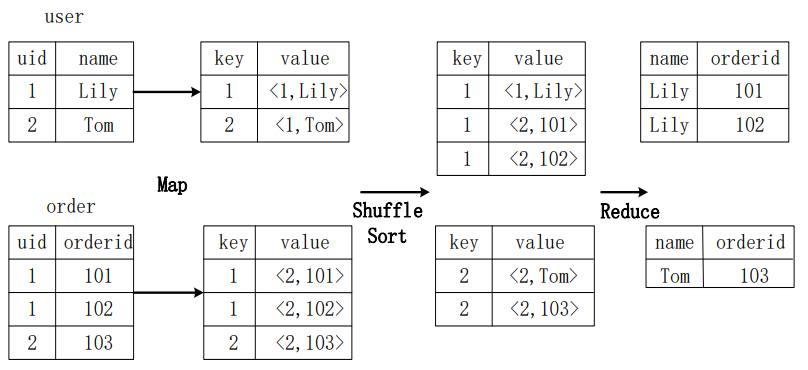 user
uid name
1 Lily
2 Tom
key value
1 <1,Lily>
2 <1,Tom>
key value
1 <1,Lily>
1 <2,101>
1 <2,102>
name orderid
Lily 101
Lily 102
Map
Shuffle
Sort
Reduce
order
uid orderid
1 101
1 102
2 103
key value
1 <2,101>
1 <2,102>
2 <2,103>
key value
2 <2,Tom>
2 <2,103>
name orderid
Tom 103